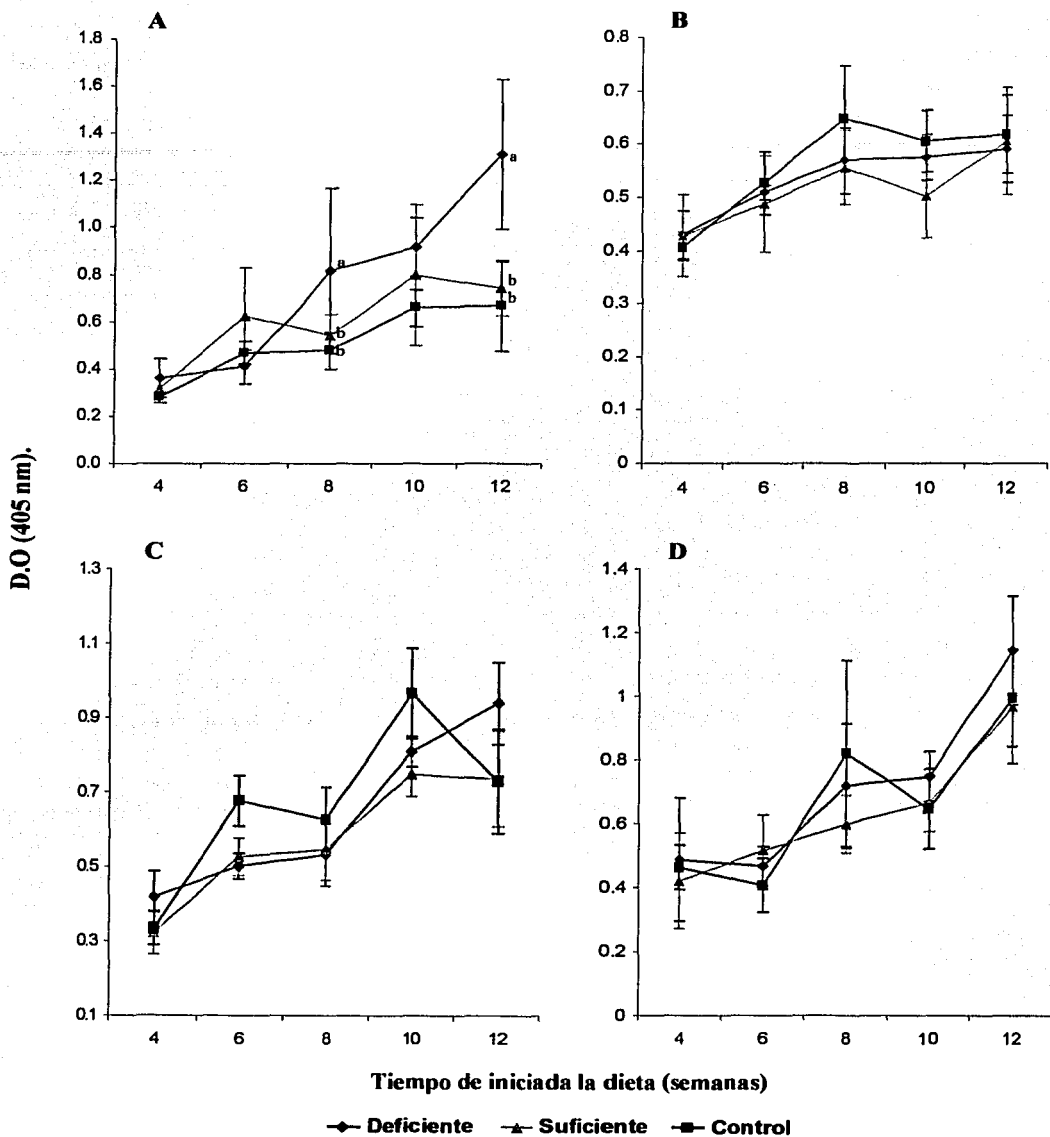 A
1.8
1.6
1.4
1.2
1.0
0.8
0.6
0.4
0.2
0.0
a
a
b
b
b
b
4 6 8 10 12
B
0.8
0.7
0.6
0.5
0.4
0.3
0.2
0.1
0
4 6 8 10 12
D.O (405 nm).
C
1.3
1.1
0.9
0.7
0.5
0.3
0.1
4 6 8 10 12
D
1.4
1.2
1
0.8
0.6
0.4
0.2
0
4 6 8 10 12
Tiempo de iniciada la dieta (semanas)
Deficiente Suficiente Control